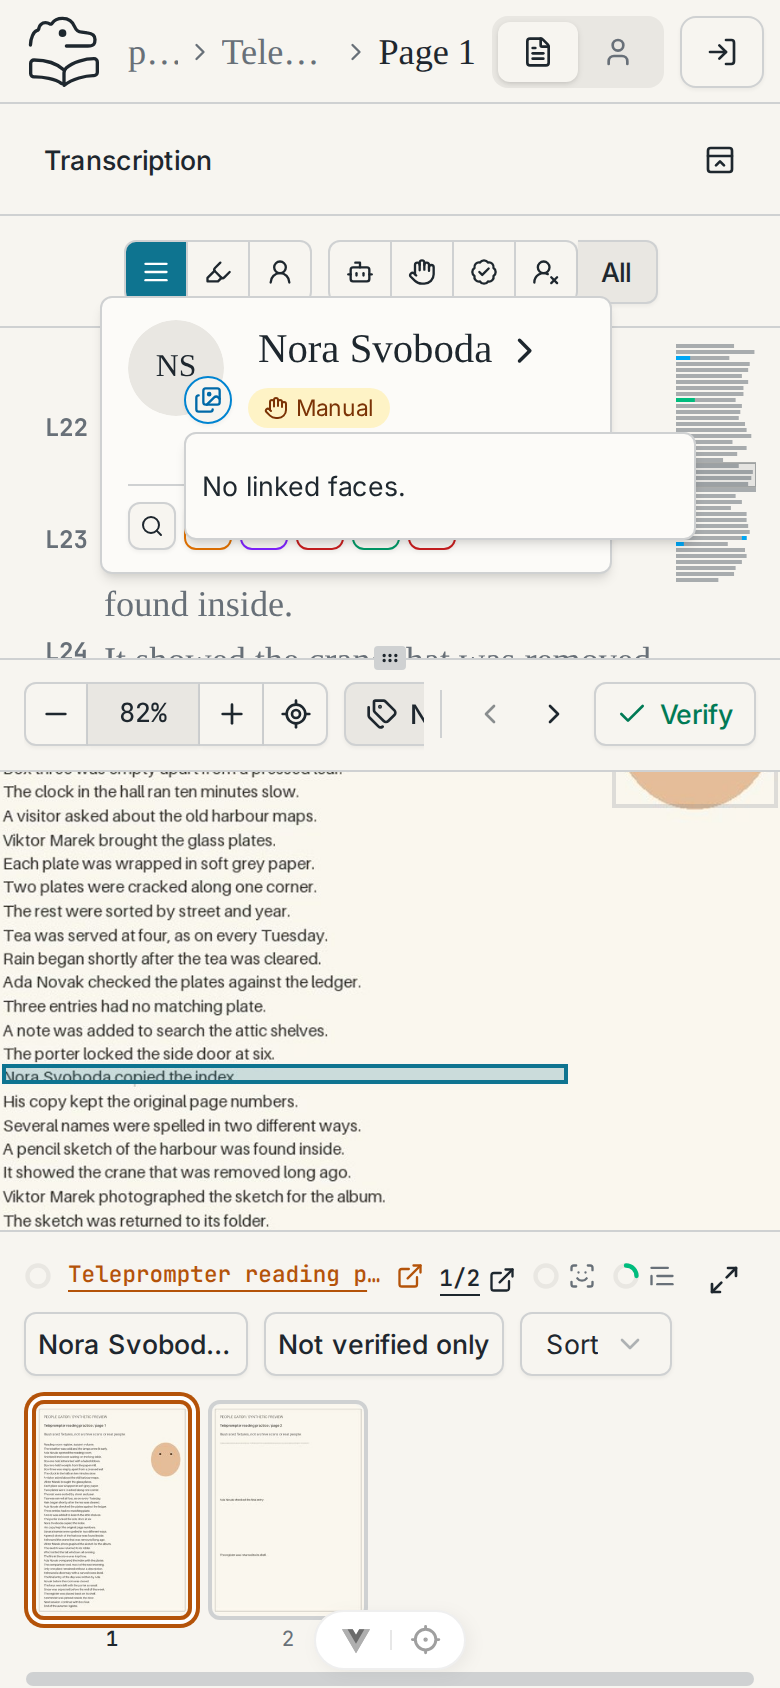 p… > Tele… > Page 1
Transcription
All
NS
Nora Svoboda
Manual
L22
No linked faces.
L23
found inside.
L24
It showed the crane that was removed
82%
Verify
The clock in the hall ran ten minutes slow.
A visitor asked about the old harbour maps.
Viktor Marek brought the glass plates.
Each plate was wrapped in soft grey paper.
Two plates were cracked along one corner.
The rest were sorted by street and year.
Tea was served at four, as on every Tuesday.
Rain began shortly after the tea was cleared.
Ada Novak checked the plates against the ledger.
Three entries had no matching plate.
A note was added to search the attic shelves.
The porter locked the side door at six.
Nora Svoboda copied the index.
His copy kept the original page numbers.
Several names were spelled in two different ways.
A pencil sketch of the harbour was found inside.
It showed the crane that was removed long ago.
Viktor Marek photographed the sketch for the album.
The sketch was returned to its folder.
Teleprompter reading p…
1/2
Nora Svobod…
Not verified only
Sort
1
2